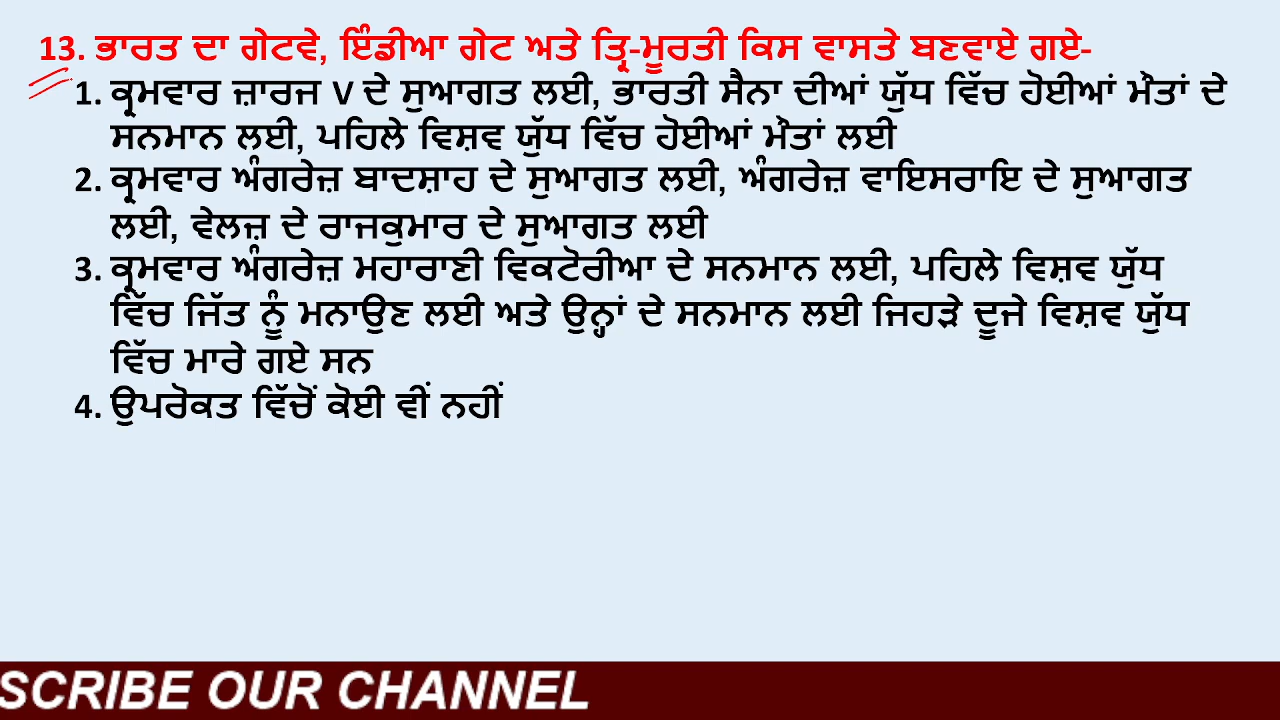 13. ਭਾਰਤ ਦਾ ਗੇਟਵੇ, ਇੰਡੀਆ ਗੇਟ ਅਤੇ ਤ੍ਰਿ-ਮੂਰਤੀ ਕਿਸ ਵਾਸਤੇ ਬਣਵਾਏ ਗਏ-
1. ਕ੍ਰਮਵਾਰ ਜ਼ਾਰਜ V ਦੇ ਸੁਆਗਤ ਲਈ, ਭਾਰਤੀ ਸੈਨਾ ਦੀਆਂ ਯੁੱਧ ਵਿੱਚ ਹੋਈਆਂ ਮੌਤਾਂ ਦੇ
ਸਨਮਾਨ ਲਈ, ਪਹਿਲੇ ਵਿਸ਼ਵ ਯੁੱਧ ਵਿੱਚ ਹੋਈਆਂ ਮੌਤਾਂ ਲਈ
2. ਕ੍ਰਮਵਾਰ ਅੰਗਰੇਜ਼ ਬਾਦਸ਼ਾਹ ਦੇ ਸੁਆਗਤ ਲਈ, ਅੰਗਰੇਜ਼ ਵਾਇਸਰਾਇ ਦੇ ਸੁਆਗਤ
ਲਈ, ਵੇਲਜ਼ ਦੇ ਰਾਜਕੁਮਾਰ ਦੇ ਸੁਆਗਤ ਲਈ
3. ਕ੍ਰਮਵਾਰ ਅੰਗਰੇਜ਼ ਮਹਾਰਾਣੀ ਵਿਕਟੋਰੀਆ ਦੇ ਸਨਮਾਨ ਲਈ, ਪਹਿਲੇ ਵਿਸ਼ਵ ਯੁੱਧ
ਵਿੱਚ ਜਿੱਤ ਨੂੰ ਮਨਾਉਣ ਲਈ ਅਤੇ ਉਨ੍ਹਾਂ ਦੇ ਸਨਮਾਨ ਲਈ ਜਿਹੜੇ ਦੂਜੇ ਵਿਸ਼ਵ ਯੁੱਧ
ਵਿੱਚ ਮਾਰੇ ਗਏ ਸਨ
4. ਉਪਰੋਕਤ ਵਿੱਚੋਂ ਕੋਈ ਵੀਂ ਨਹੀਂ
SCRIBE OUR CHANNEL